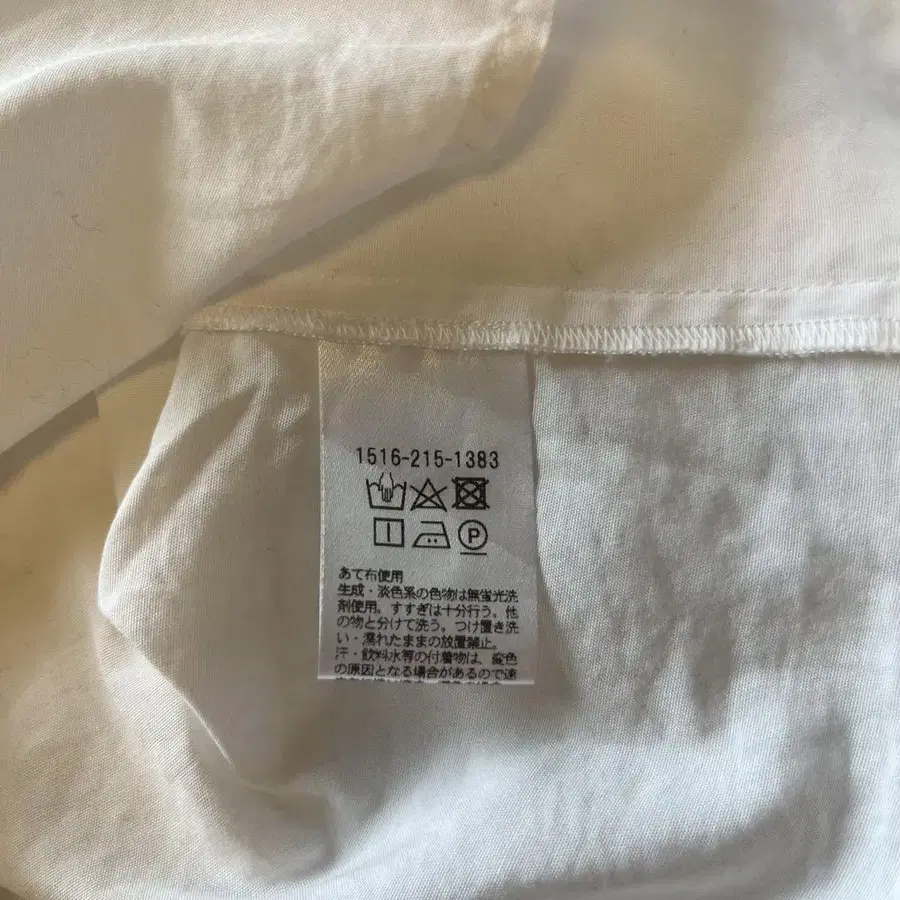 1516-215-1383
P
あて布使用
生成・淡色系の色物は無蛍光洗
剤使用。すすぎは十分行う。他
の物と分けて洗う。つけ置き洗
い・濡れたままの放置禁止。
汗・飲料水等の付着物は、変色
の原因となる場合があるので速